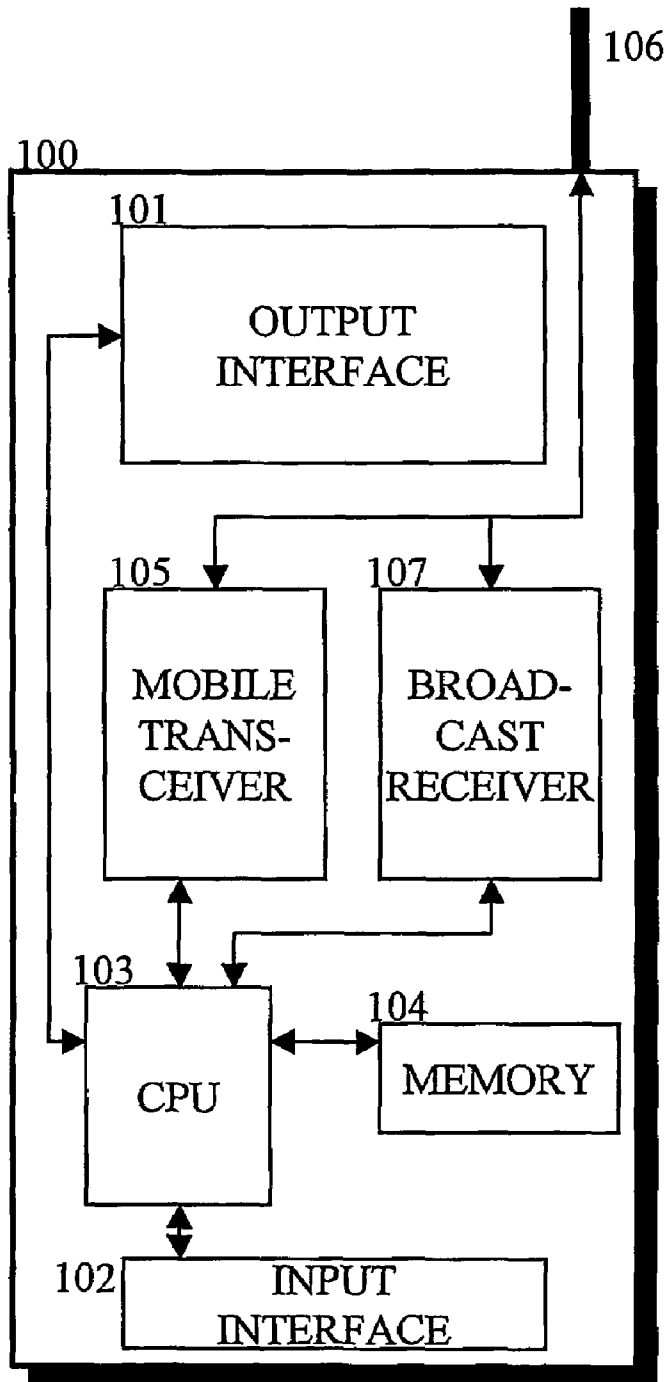 106
100
101
OUTPUT
INTERFACE
105
107
MOBILE
TRANS-
CEIVER
BROAD-
CAST
RECEIVER
103
104
CPU
MEMORY
102
INPUT
INTERFACE